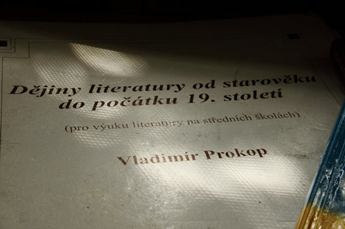 Dějiny literatury od starověku
do počátku 19. století
(pro výuku literatury na středních školách)
Vladimír Prokop